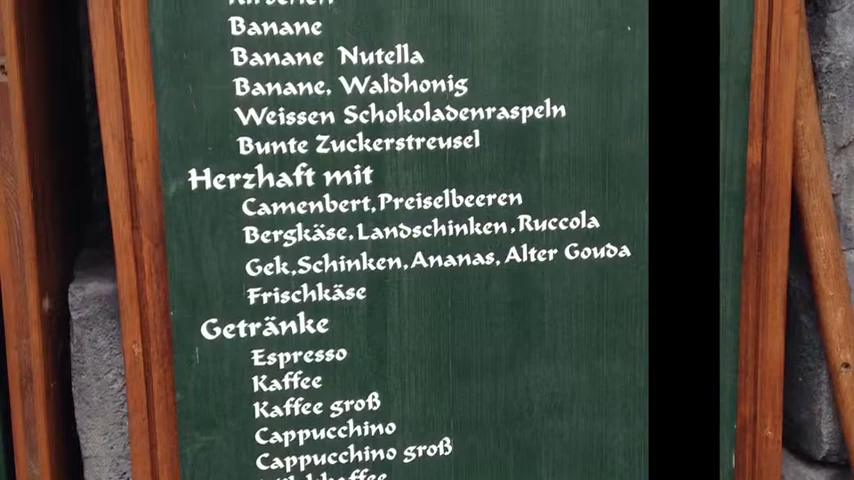 Kirschen
Banane
Banane Nutella
Banane, Waldhonig
Weissen Schokoladenraspeln
Bunte Zuckerstreusel
Herzhaft mit
Camenbert,Preiselbeeren
Bergkäse,Landschinken,Ruccola
Gek,Schinken,Ananas, Alter Gouda
Frischkäse
Getränke
Espresso
Kaffee
Kaffee groß
Cappucchino
Cappucchino groß